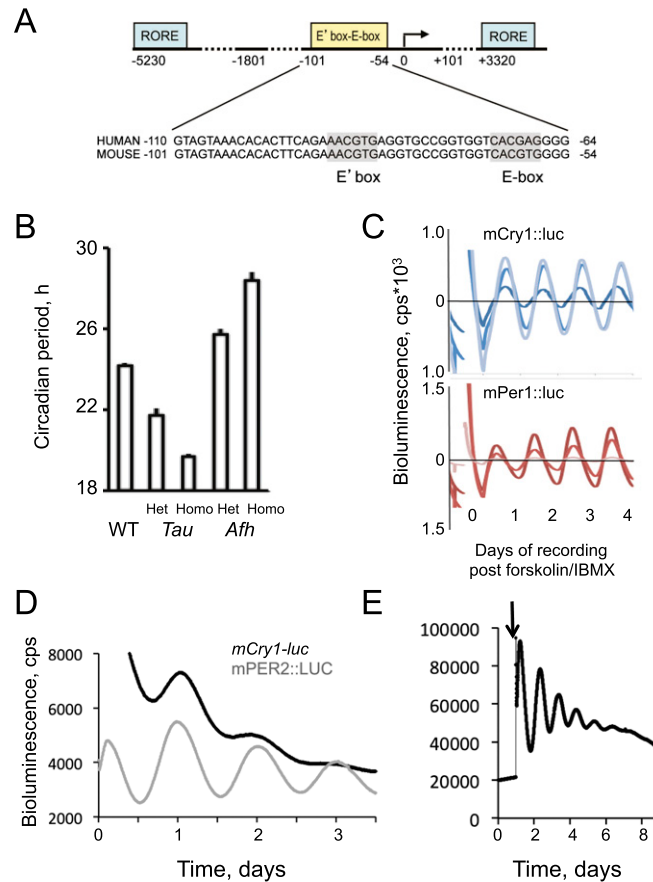 A
RORE
E' box-E-box
RORE
-5230
-1801
-101
-54
0
+101
+3320
HUMAN -110 GTAGTAAACACACTTCAGAAACGTGAGGTGCCGGTGGTCACGAGGGG -64
MOUSE -101 GTAGTAAACACACTTCAGAAACGTGAGGTGCCGGTGGTCACGTGGGG -54
E' box
E-box
B
Circadian period, h
30
26
22
18
Het Homo Het Homo
WT Tau Afh
C
Bioluminescence, cps*10³
1.0
mCry1::luc
0
1.0
1.5
mPer1::luc
0
1.5
0 1 2 3 4
Days of recording
post forskolin/IBMX
D
Bioluminescence, cps
8000
6000
4000
2000
mCry1-luc
mPER2::LUC
0 1 2 3
Time, days
E
100000
80000
60000
40000
20000
0
0 2 4 6 8
Time, days